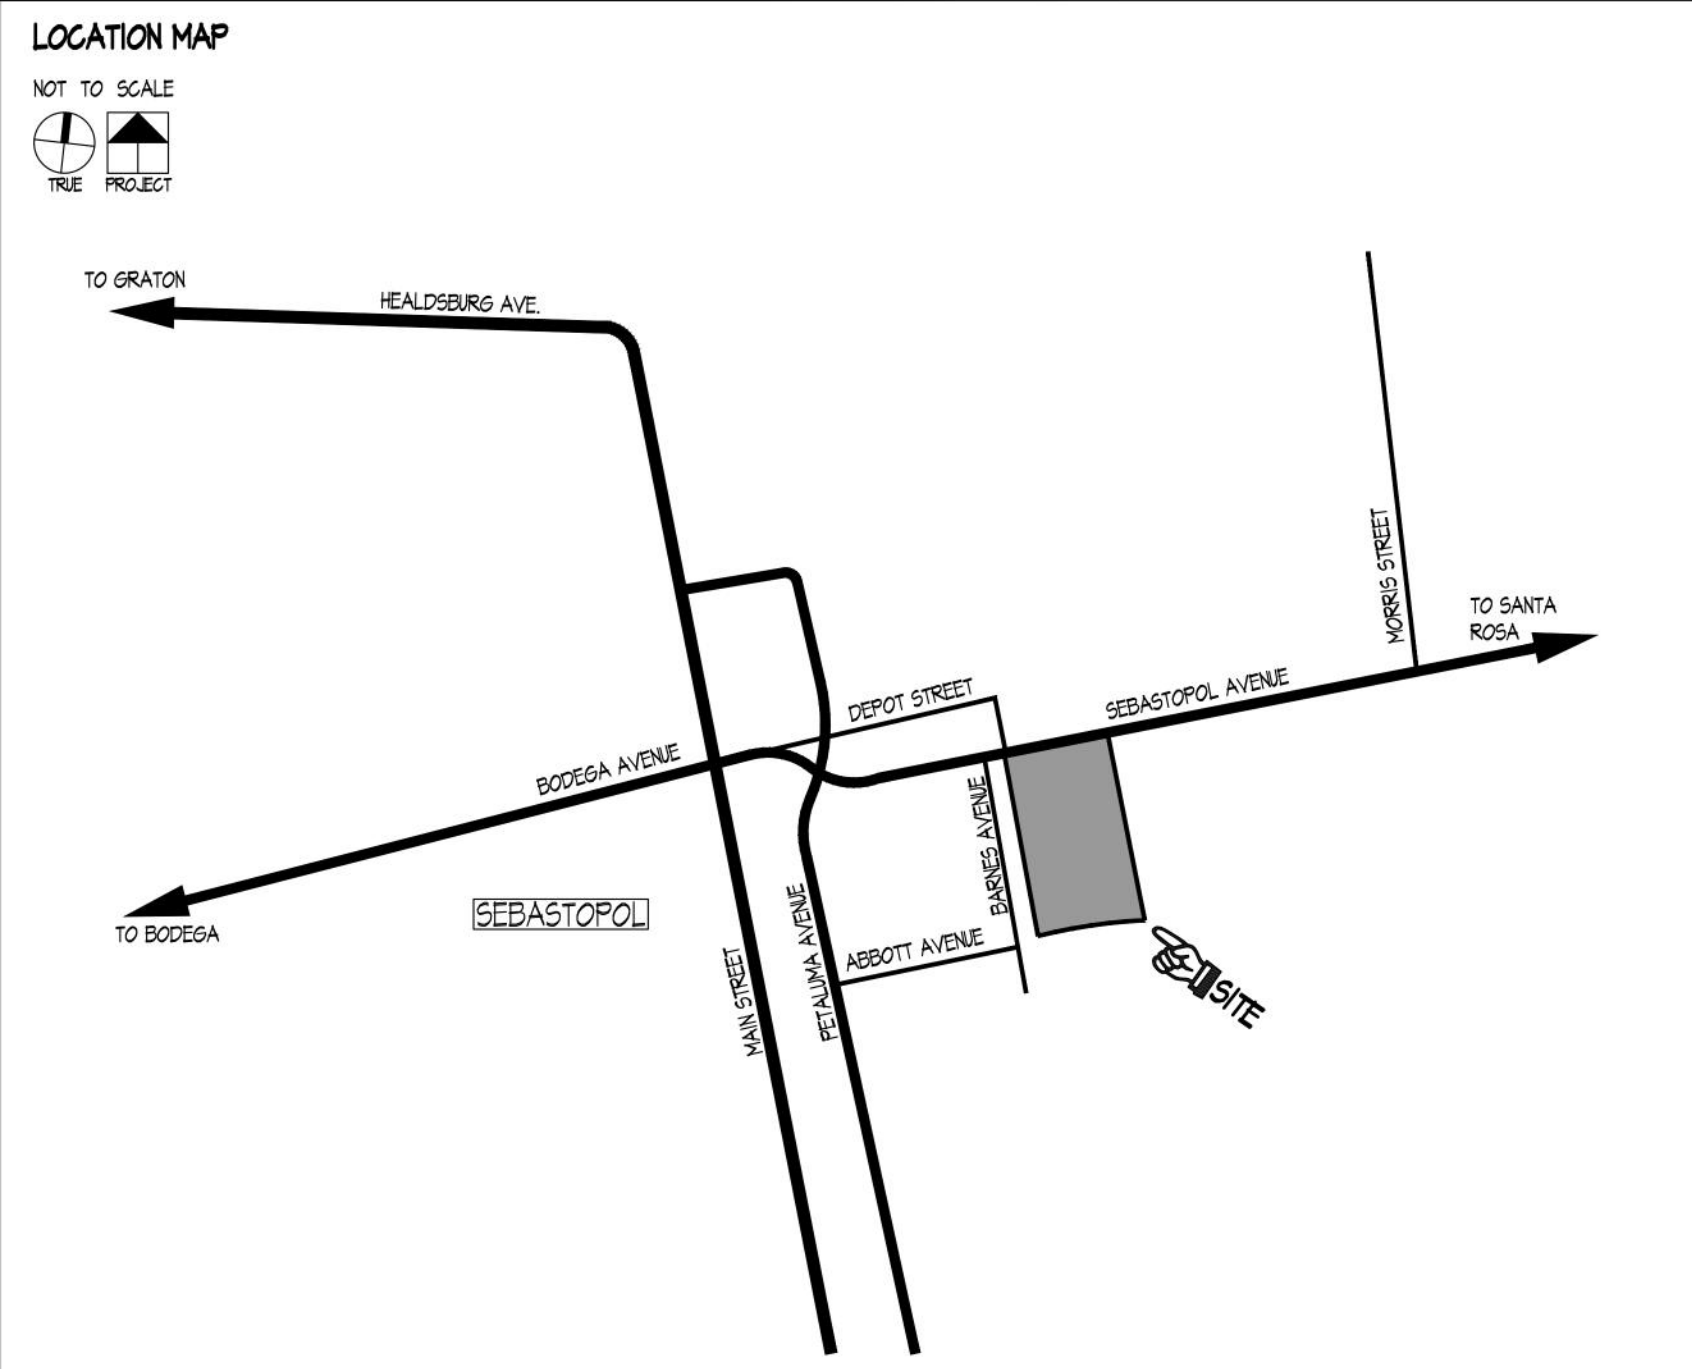 LOCATION MAP
NOT TO SCALE
TRUE
PROJECT
TO GRATON
HEALDSBURG AVE.
MORRIS STREET
TO SANTA
ROSA
DEPOT STREET
SEBASTOPOL AVENUE
BODEGA AVENUE
BARNES AVENUE
TO BODEGA
SEBASTOPOL
MAIN STREET
PETALUMA AVENUE
ABBOTT AVENUE
SITE